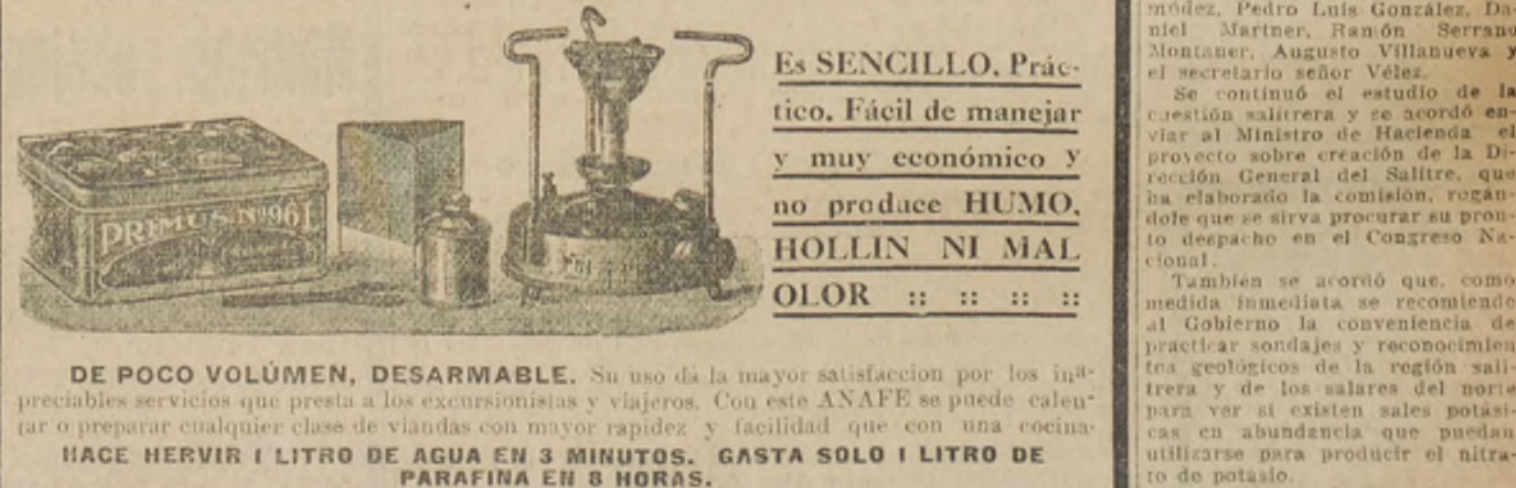 PRIMUS Nº 96 L
Es SENCILLO, Prác-
tico, Fácil de manejar
y muy económico y
no produce HUMO,
HOLLIN NI MAL
OLOR :: :: :: ::
DE POCO VOLÚMEN, DESARMABLE. Su uso da la mayor satisfaccion por los ina-
preciables servicios que presta a los excursionistas y viajeros. Con este ANAFE se puede calen-
tar o preparar cualquier clase de viandas con mayor rapidez y facilidad que con una cocina-
HACE HERVIR 1 LITRO DE AGUA EN 3 MINUTOS. GASTA SOLO 1 LITRO DE
PARAFINA EN 8 HORAS.
múdez, Pedro Luis González, Da-
niel Martner, Ramón Serrano
Montaner, Augusto Villanueva y
el secretario señor Vélez.
Se continuó el estudio de la
cuestión salitrera y se acordó en-
viar al Ministro de Hacienda el
proyecto sobre creación de la Di-
rección General del Salitre, que
ha elaborado la comisión, rogán-
dole que se sirva procurar su pron-
to despacho en el Congreso Na-
cional.
También se acordó que, como
medida inmediata se recomiende
al Gobierno la conveniencia de
practicar sondajes y reconocimien
tos geológicos de la región sali-
trera y de los salares del norte
para ver si existen sales potási-
cas en abundancia que puedan
utilizarse para producir el nitra-
to de potasio.